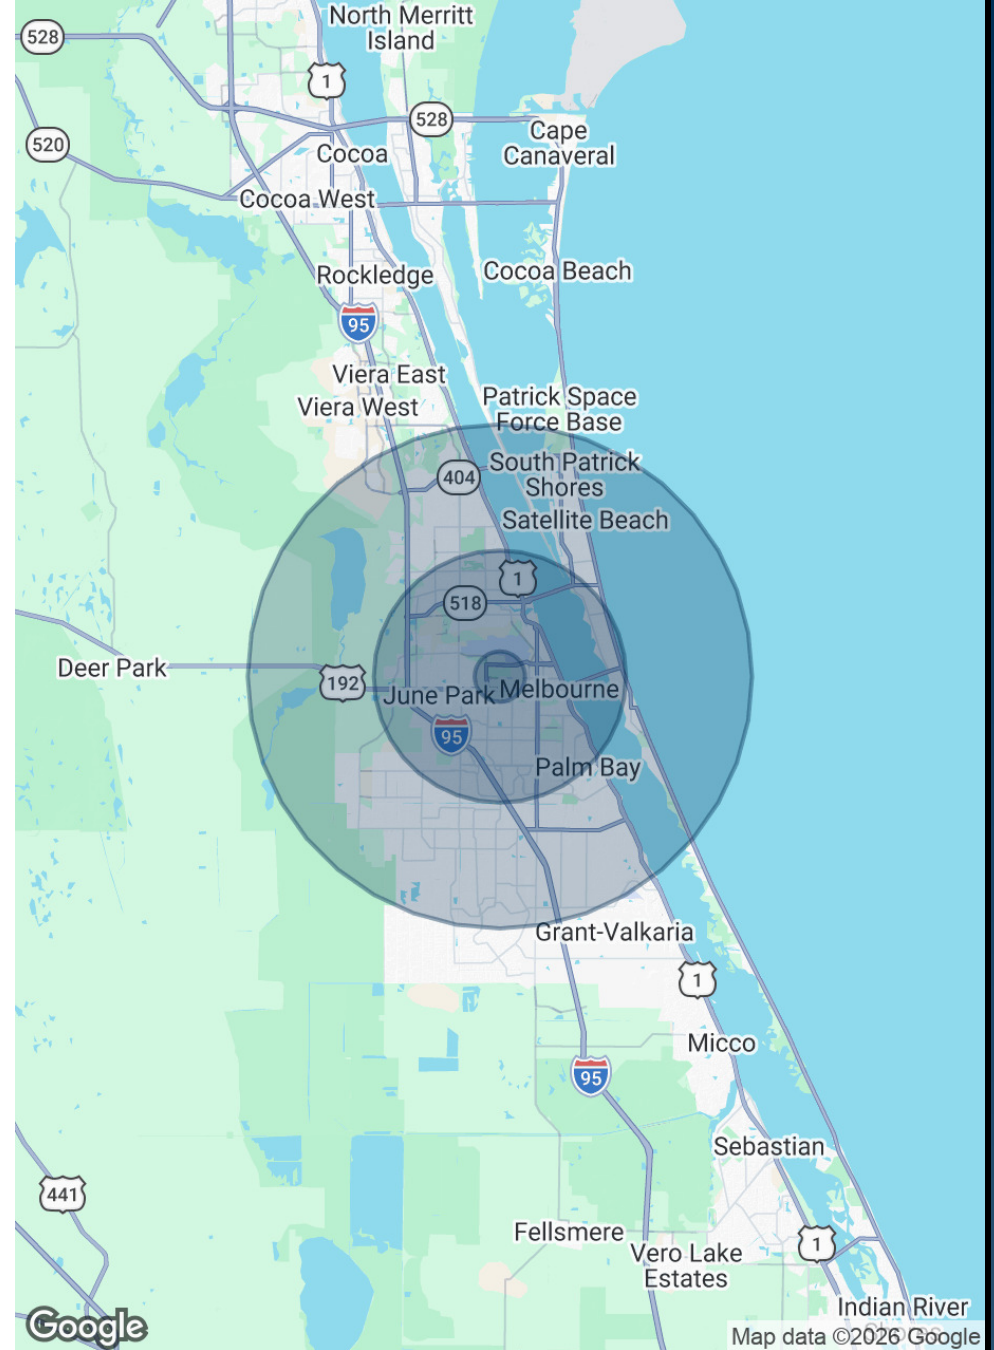 North Merritt
Island
528
1
528
Cape
Canaveral
520
Cocoa
Cocoa West
Rockledge
Cocoa Beach
95
Viera East
Viera West
Patrick Space
Force Base
404
South Patrick
Shores
Satellite Beach
1
518
Deer Park
192
June Park
Melbourne
95
Palm Bay
Grant-Valkaria
1
Micco
95
Sebastian
441
Fellsmere
1
Vero Lake
Estates
Indian River
Shores
Google
Map data ©2026 Google